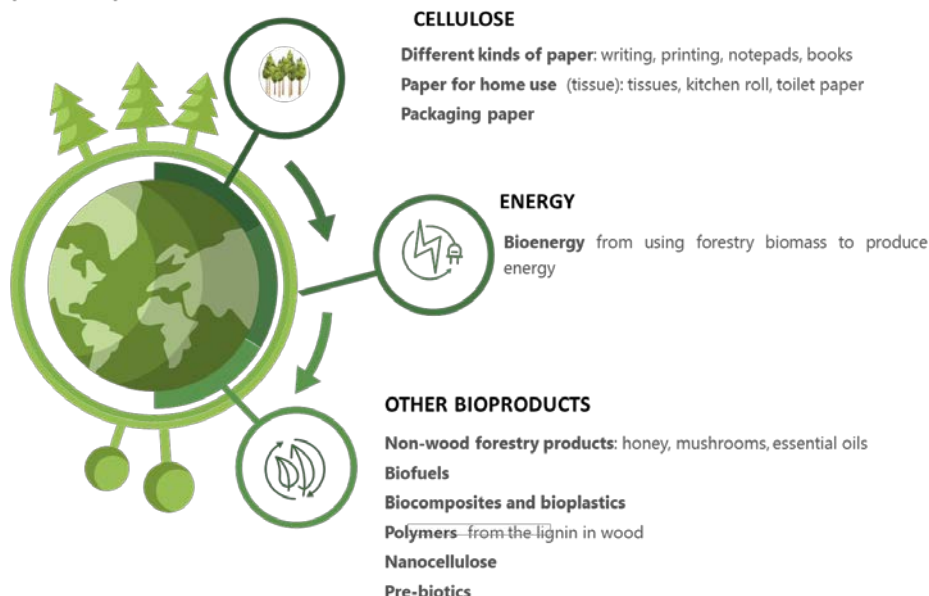 CELLULOSE
Different kinds of paper: writing, printing, notepads, books
Paper for home use (tissue): tissues, kitchen roll, toilet paper
Packaging paper
ENERGY
Bioenergy from using forestry biomass to produce
energy
OTHER BIOPRODUCTS
Non-wood forestry products: honey, mushrooms, essential oils
Biofuels
Biocomposites and bioplastics
Polymers from the lignin in wood
Nanocellulose
Pre-biotics